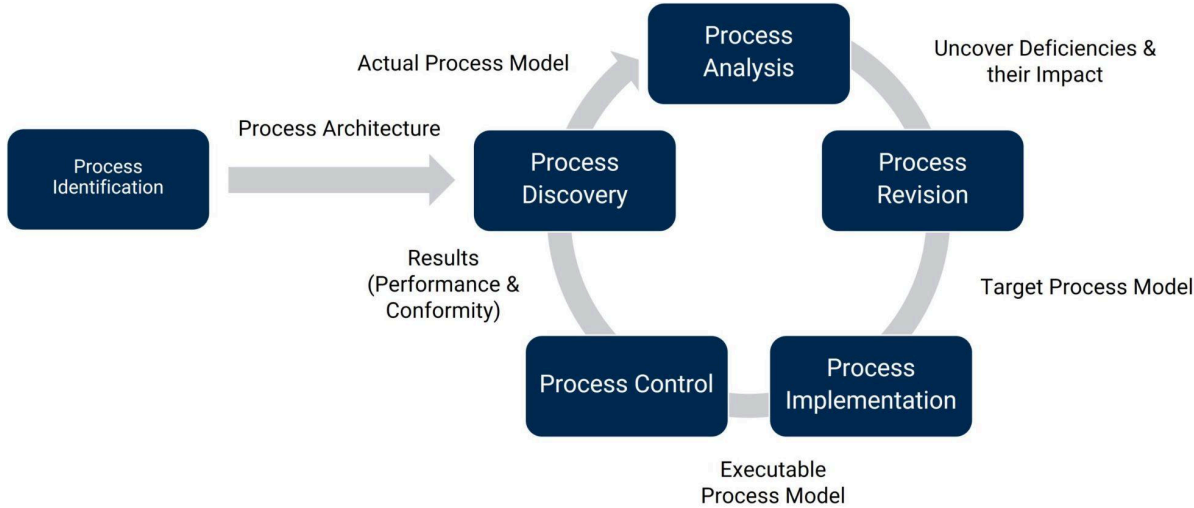 Process
Analysis
Uncover Deficiencies &
their Impact
Actual Process Model
Process Architecture
Process
Identification
Process
Discovery
Process
Revision
Results
(Performance &
Conformity)
Target Process Model
Process Control
Process
Implementation
Executable
Process Model